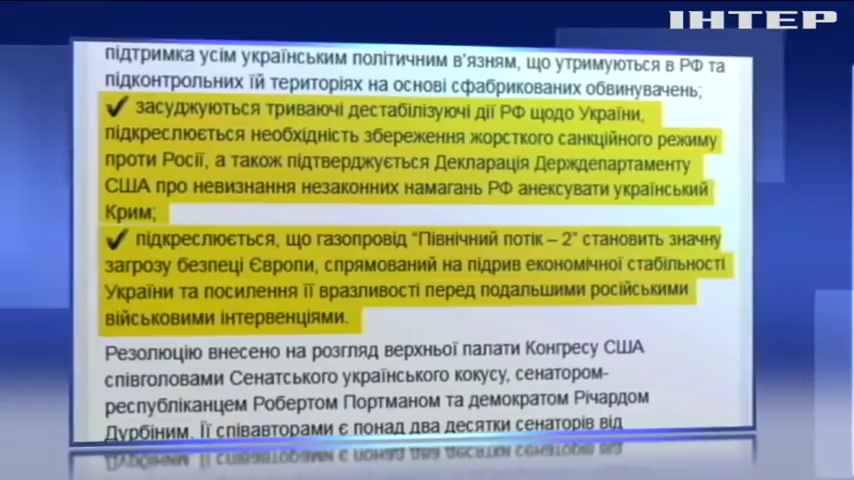 ІНТЕР
підтримка усім українським політичним в'язням, що утримуються в РФ та
підконтрольних їй територіях на основі сфабрикованих обвинувачень;
✔ засуджуються триваючі дестабілізуючі дії РФ щодо України,
підкреслюється необхідність збереження жорсткого санкційного режиму
проти Росії, а також підтверджується Декларація Держдепартаменту
США про невизнання незаконних намагань РФ анексувати український
Крим;
✔ підкреслюється, що газопровід “Північний потік – 2” становить значну
загрозу безпеці Європи, спрямований на підрив економічної стабільності
України та посилення її вразливості перед подальшими російськими
військовими інтервенціями.
Резолюцію внесено на розгляд верхньої палати Конгресу США
співголовами Сенатського українського кокусу, сенатором-
республіканцем Робертом Портманом та демократом Річардом
Дурбіним. Її співавторами є понад два десятки сенаторів від